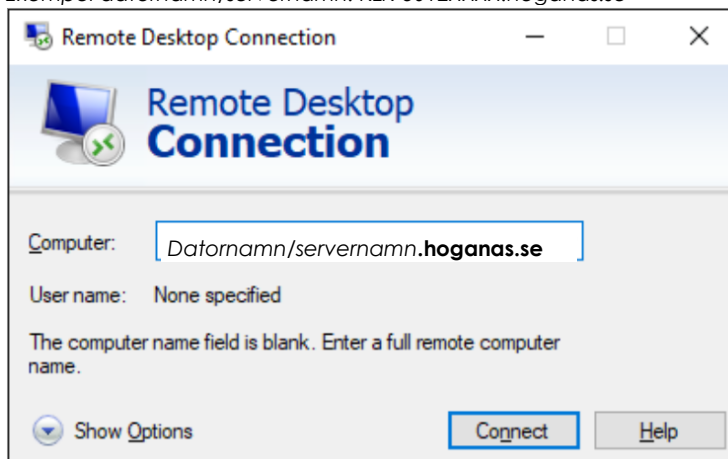 Remote Desktop Connection
Remote Desktop
Connection
Computer:
Datornamn/servernamn.hoganas.se
User name: None specified
The computer name field is blank. Enter a full remote computer
name.
Show Options
Connect
Help